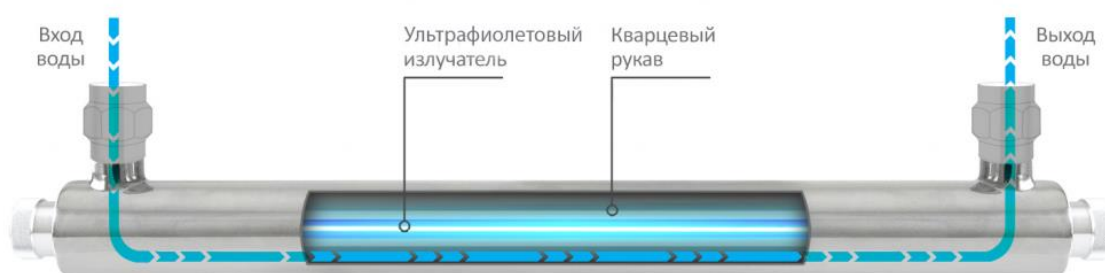 Вход
воды
Ультрафиолетовый
излучатель
Кварцевый
рукав
Выход
воды